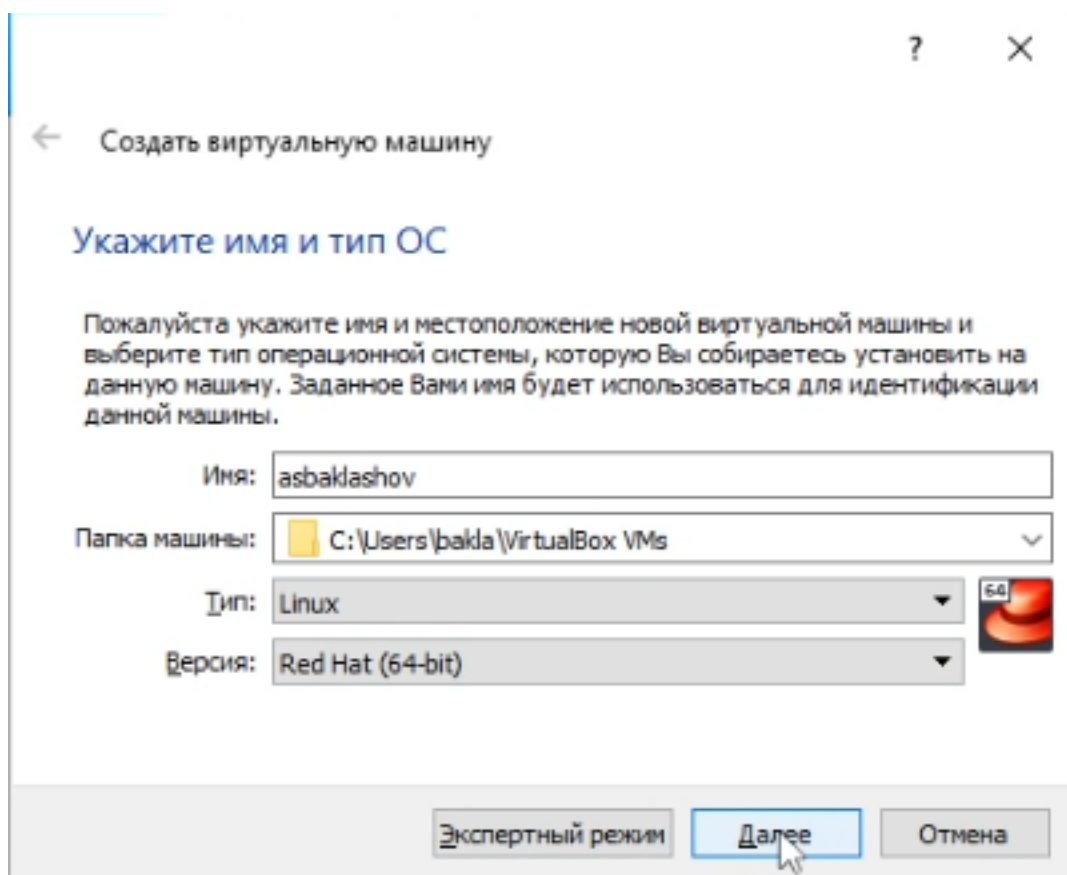 ?
Создать виртуальную машину
Укажите имя и тип ОС
Пожалуйста укажите имя и местоположение новой виртуальной машины и
выберите тип операционной системы, которую Вы собираетесь установить на
данную машину. Заданное Вами имя будет использоваться для идентификации
данной машины.
Имя: asbaklashov
Папка машины: C:\Users\bakla\VirtualBox VMs
Тип: Linux
64
Версия: Red Hat (64-bit)
Экспертный режим Далее Отмена